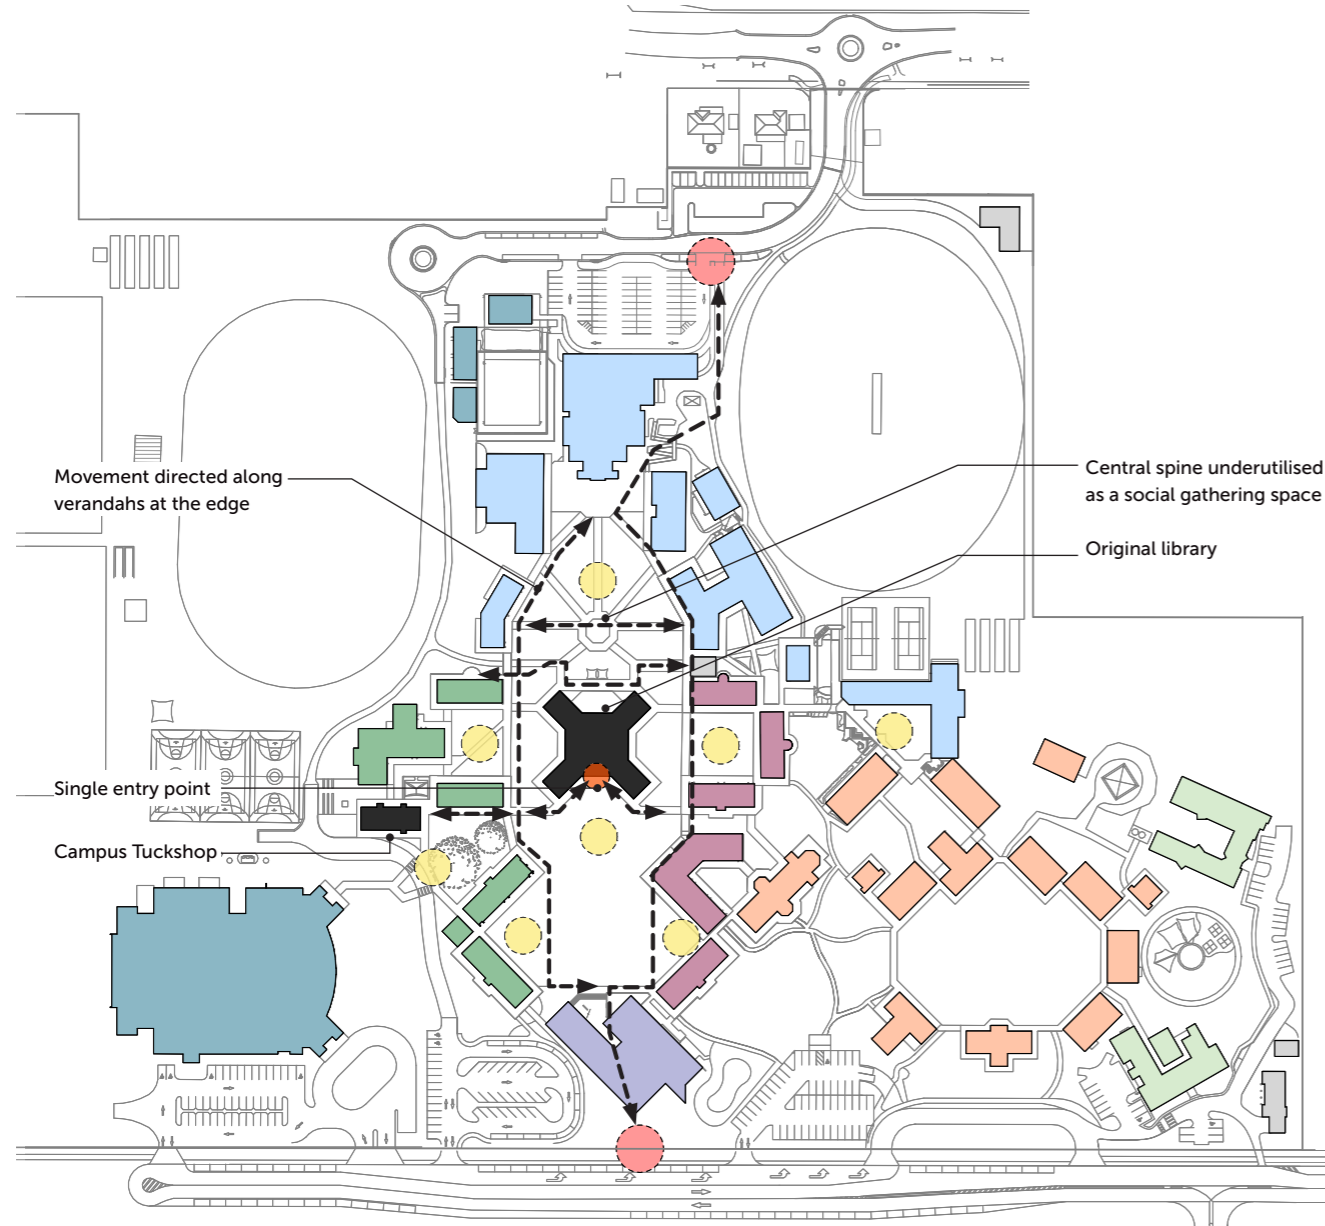 Movement directed along
verandahs at the edge
Central spine underutilised
as a social gathering space
Original library
Single entry point
Campus Tuckshop